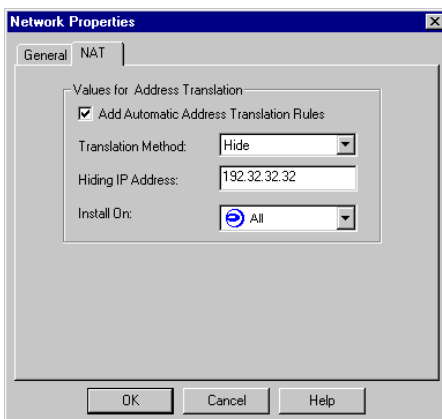 Network Properties
General NAT
Values for Address Translation
Add Automatic Address Translation Rules
Translation Method: Hide
Hiding IP Address: 192.32.32.32
Install On: All
OK Cancel Help